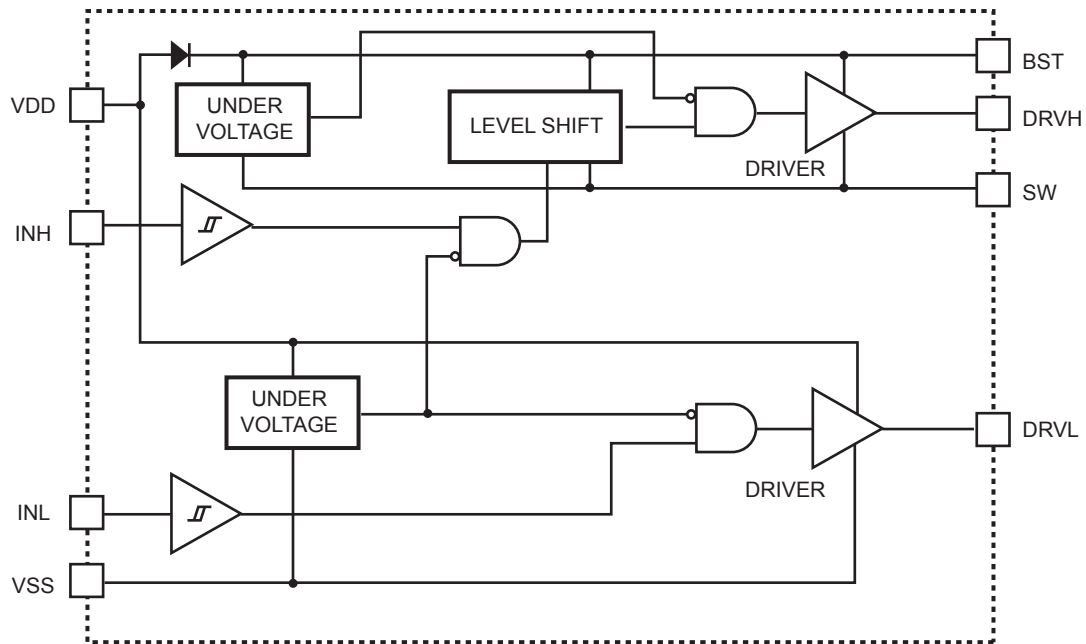 BST
VDD
UNDER
VOLTAGE
LEVEL SHIFT
DRVH
DRIVER
SW
INH
UNDER
VOLTAGE
DRVL
DRIVER
INL
VSS